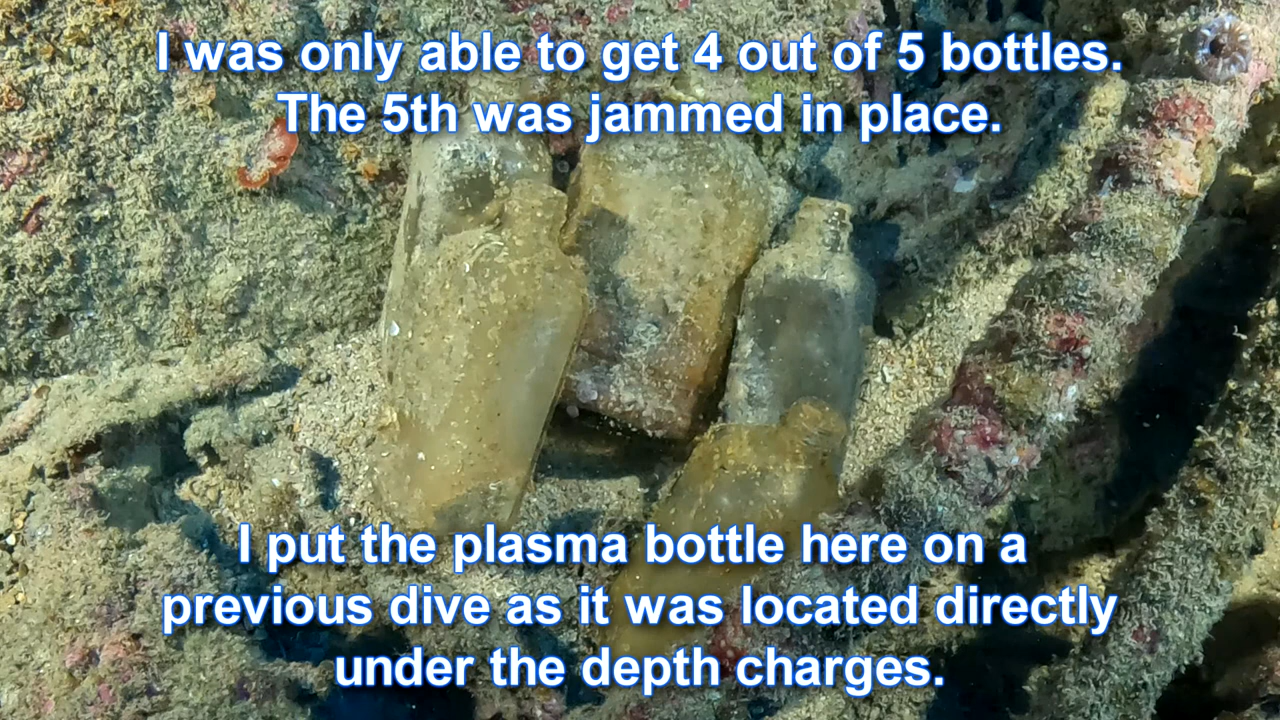 I was only able to get 4 out of 5 bottles.
The 5th was jammed in place.
I put the plasma bottle here on a
previous dive as it was located directly
under the depth charges.